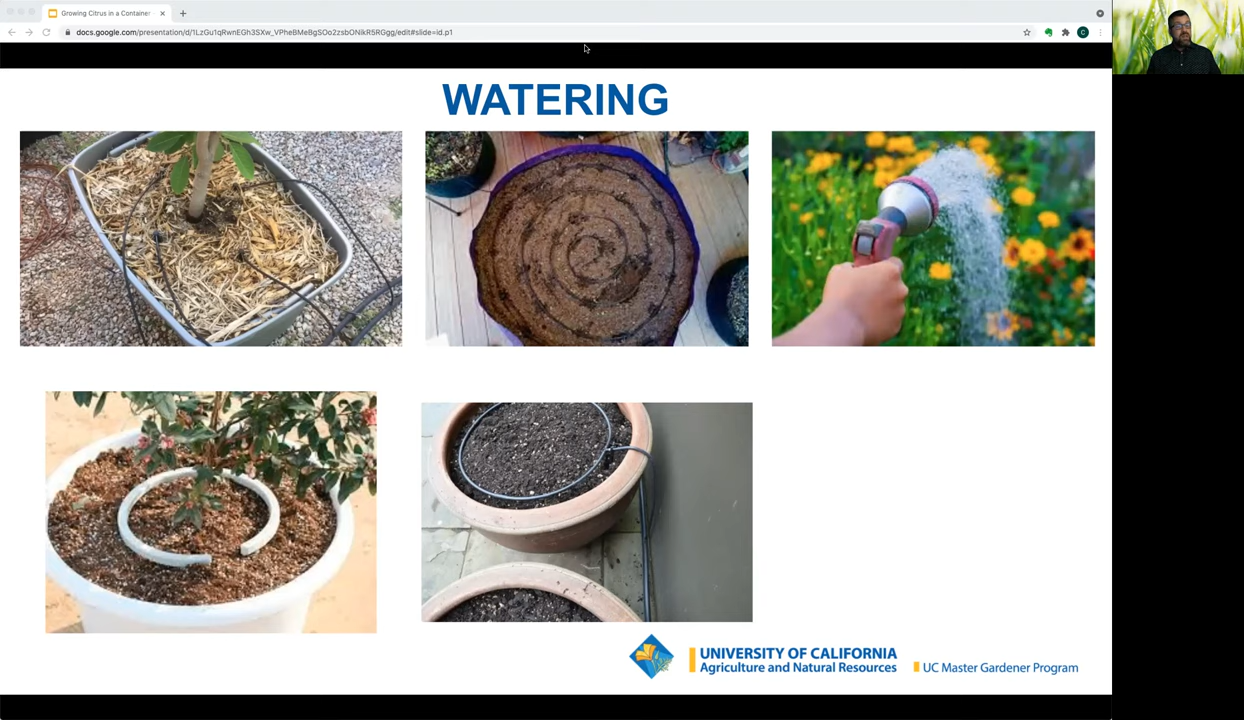 Growing Citrus in a Container
docs.google.com/presentation/d/1LzGu1qRwnEGh3SXw_VPheBMeBgSOo2zsbONikR5RGgg/edit#slide=id.p1
C
WATERING
UNIVERSITY OF CALIFORNIA
Agriculture and Natural Resources
UC Master Gardener Program